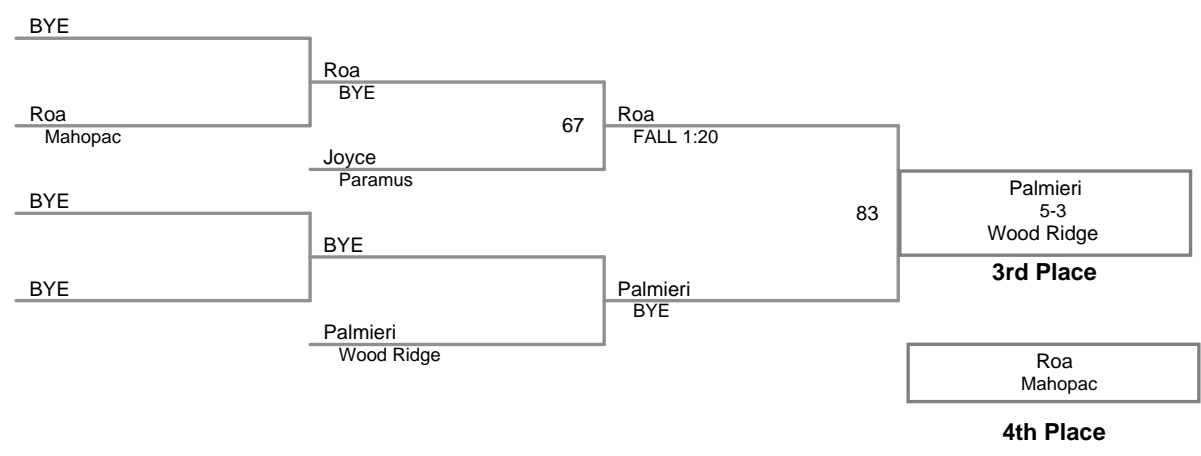 BYE
Roa
BYE
Roa
Mahopac
67
Roa
FALL 1:20
Joyce
Paramus
BYE
83
Palmieri
5-3
Wood Ridge
3rd Place
BYE
BYE
Palmieri
BYE
Palmieri
Wood Ridge
Roa
Mahopac
4th Place